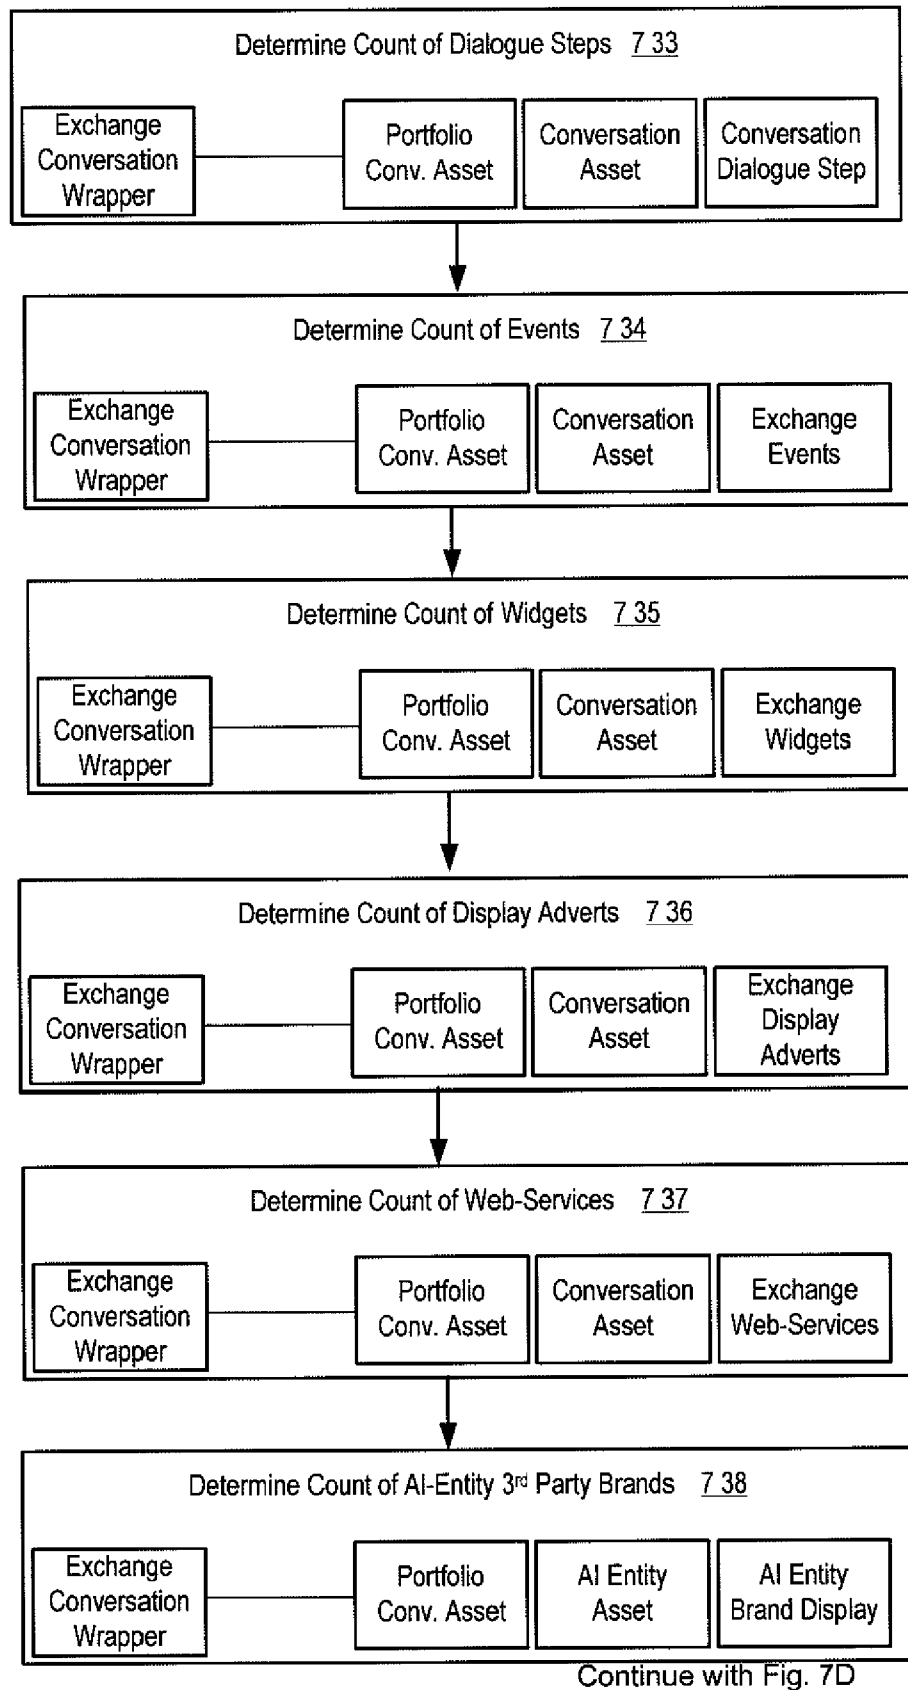 Determine Count of Dialogue Steps 7 33
Exchange
Conversation
Wrapper
Portfolio
Conv. Asset
Conversation
Asset
Conversation
Dialogue Step
Determine Count of Events 7 34
Exchange
Conversation
Wrapper
Portfolio
Conv. Asset
Conversation
Asset
Exchange
Events
Determine Count of Widgets 7 35
Exchange
Conversation
Wrapper
Portfolio
Conv. Asset
Conversation
Asset
Exchange
Widgets
Determine Count of Display Adverts 7 36
Exchange
Conversation
Wrapper
Portfolio
Conv. Asset
Conversation
Asset
Exchange
Display
Adverts
Determine Count of Web-Services 7 37
Exchange
Conversation
Wrapper
Portfolio
Conv. Asset
Conversation
Asset
Exchange
Web-Services
Determine Count of AI-Entity 3rd Party Brands 7 38
Exchange
Conversation
Wrapper
Portfolio
Conv. Asset
AI Entity
Asset
AI Entity
Brand Display
Continue with Fig. 7D